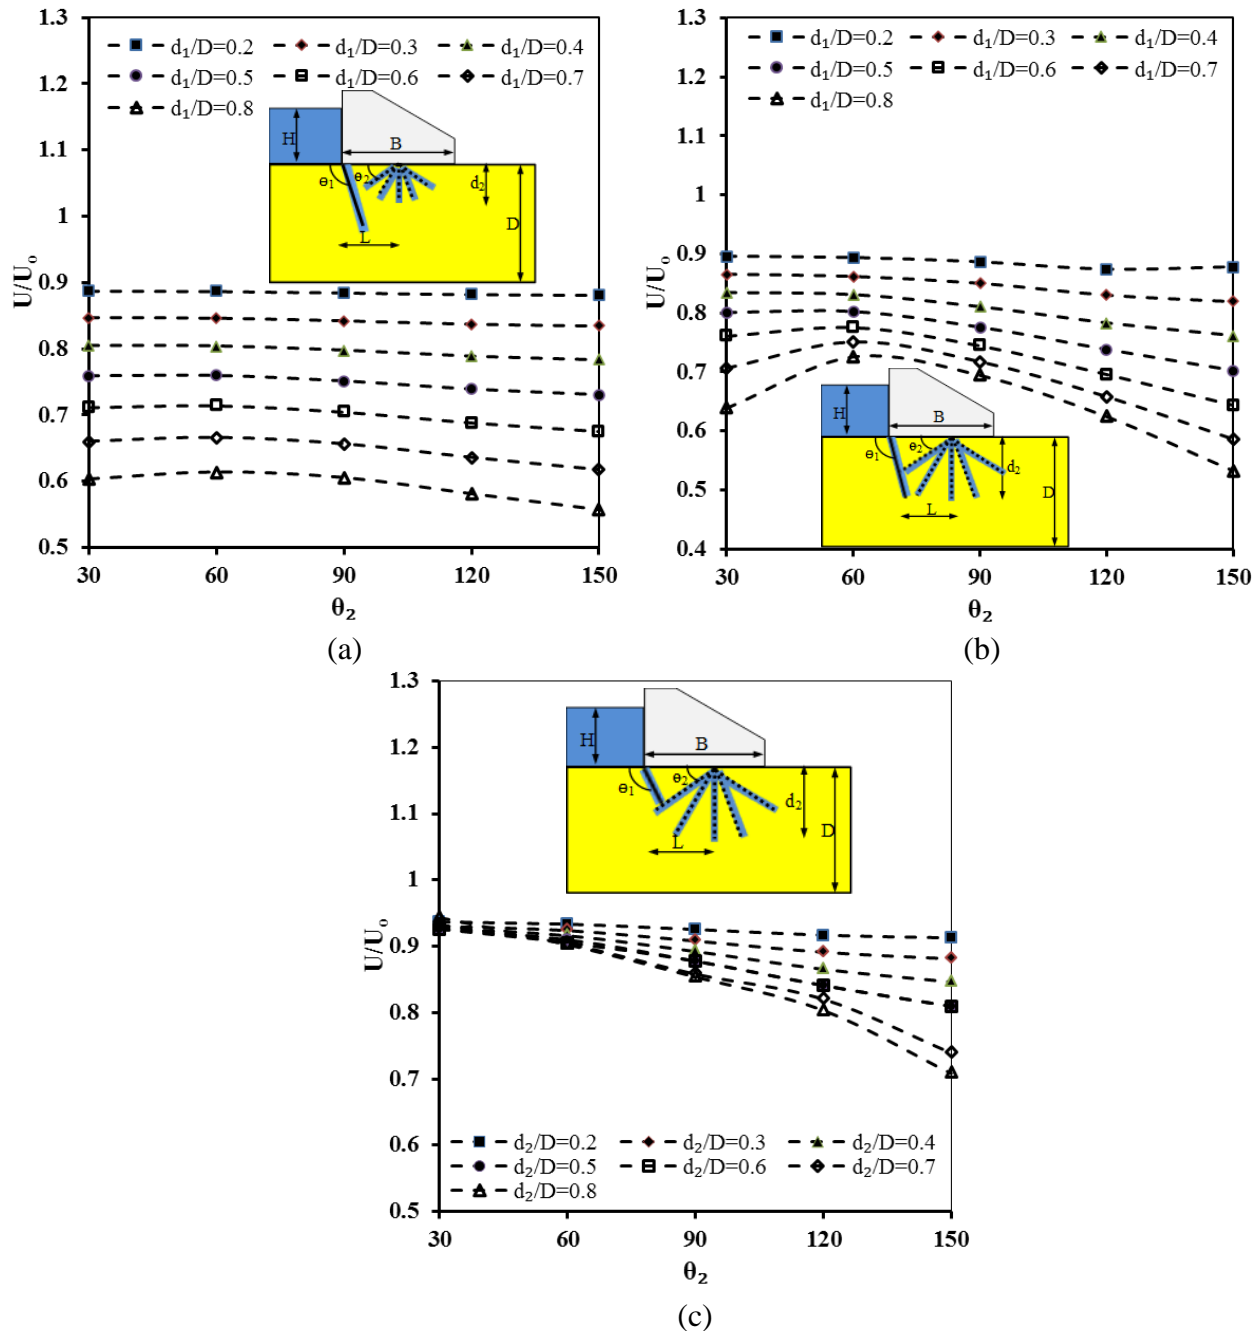 1.3
1.2
1.1
1
0.9
0.8
0.7
0.6
0.5
U/Uₒ
d₁/D=0.2 d₁/D=0.3 d₁/D=0.4
d₁/D=0.5 d₁/D=0.6 d₁/D=0.7
d₁/D=0.8
H
B
ө₁
ө₂
d₂
D
L
30 60 90 120 150
θ₂
(a)
1.3
1.2
1.1
1
0.9
0.8
0.7
0.6
0.5
0.4
U/Uₒ
d₁/D=0.2 d₁/D=0.3 d₁/D=0.4
d₁/D=0.5 d₁/D=0.6 d₁/D=0.7
d₁/D=0.8
H
B
ө₁
ө₂
d₂
D
L
30 60 90 120 150
θ₂
(b)
1.3
1.2
1.1
1
0.9
0.8
0.7
0.6
0.5
U/Uₒ
H
B
ө₁
ө₂
d₂
D
L
d₂/D=0.2 d₂/D=0.3 d₂/D=0.4
d₂/D=0.5 d₂/D=0.6 d₂/D=0.7
d₂/D=0.8
30 60 90 120 150
θ₂
(c)